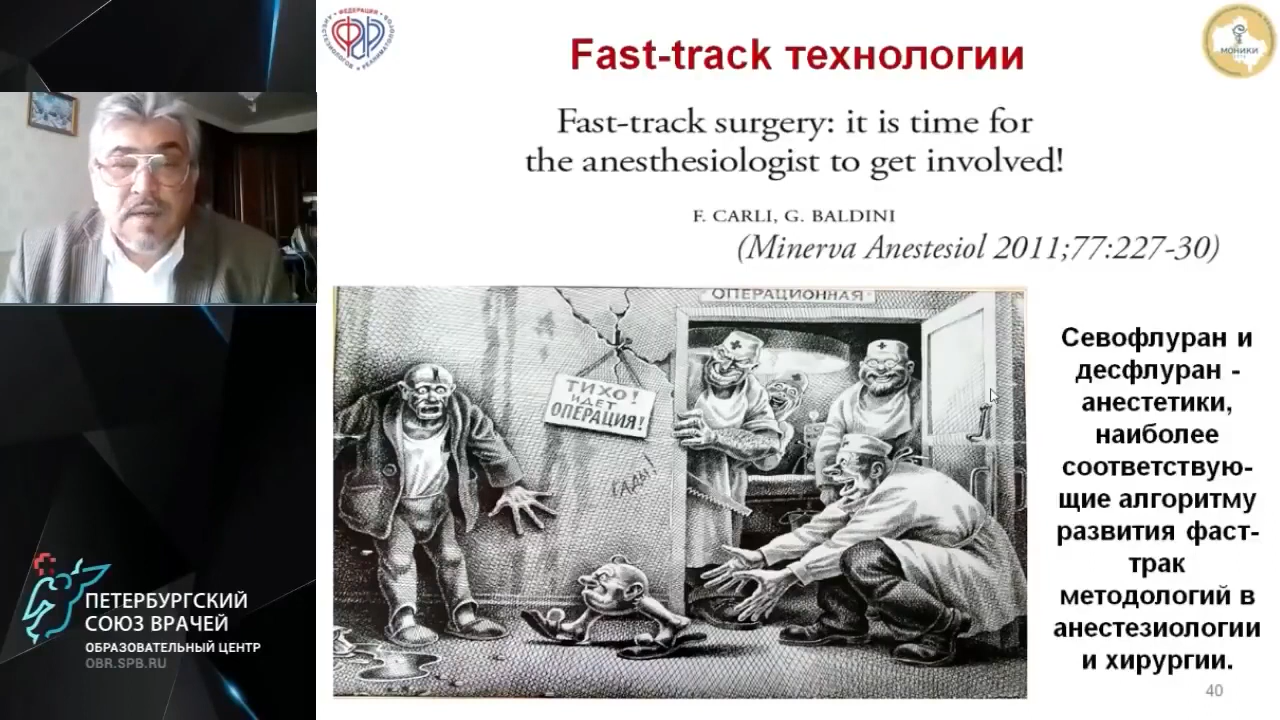 Fast-track технологии
МОНИКИ
Fast-track surgery: it is time for
the anesthesiologist to get involved!
F. CARLI, G. BALDINI
(Minerva Anestesiol 2011;77:227-30)
ОПЕРАЦИОННАЯ
ТИХО!
ИДЕТ
ОПЕРАЦИЯ!
ГАДЫ!
Севофлуран и
десфлуран -
анестетики,
наиболее
соответствую-
щие алгоритму
развития фаст-
трак
методологий в
анестезиологии
и хирургии.
40
ПЕТЕРБУРГСКИЙ
СОЮЗ ВРАЧЕЙ
ОБРАЗОВАТЕЛЬНЫЙ ЦЕНТР
OBR.SPB.RU